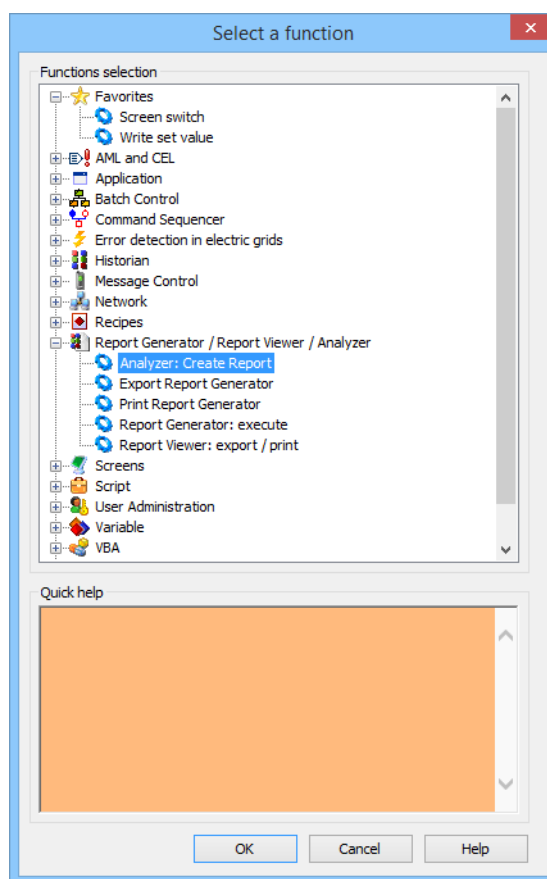 Select a function
Functions selection
Favorites
Screen switch
Write set value
AML and CEL
Application
Batch Control
Command Sequencer
Error detection in electric grids
Historian
Message Control
Network
Recipes
Report Generator / Report Viewer / Analyzer
Analyzer: Create Report
Export Report Generator
Print Report Generator
Report Generator: execute
Report Viewer: export / print
Screens
Script
User Administration
Variable
VBA
Quick help
OK Cancel Help